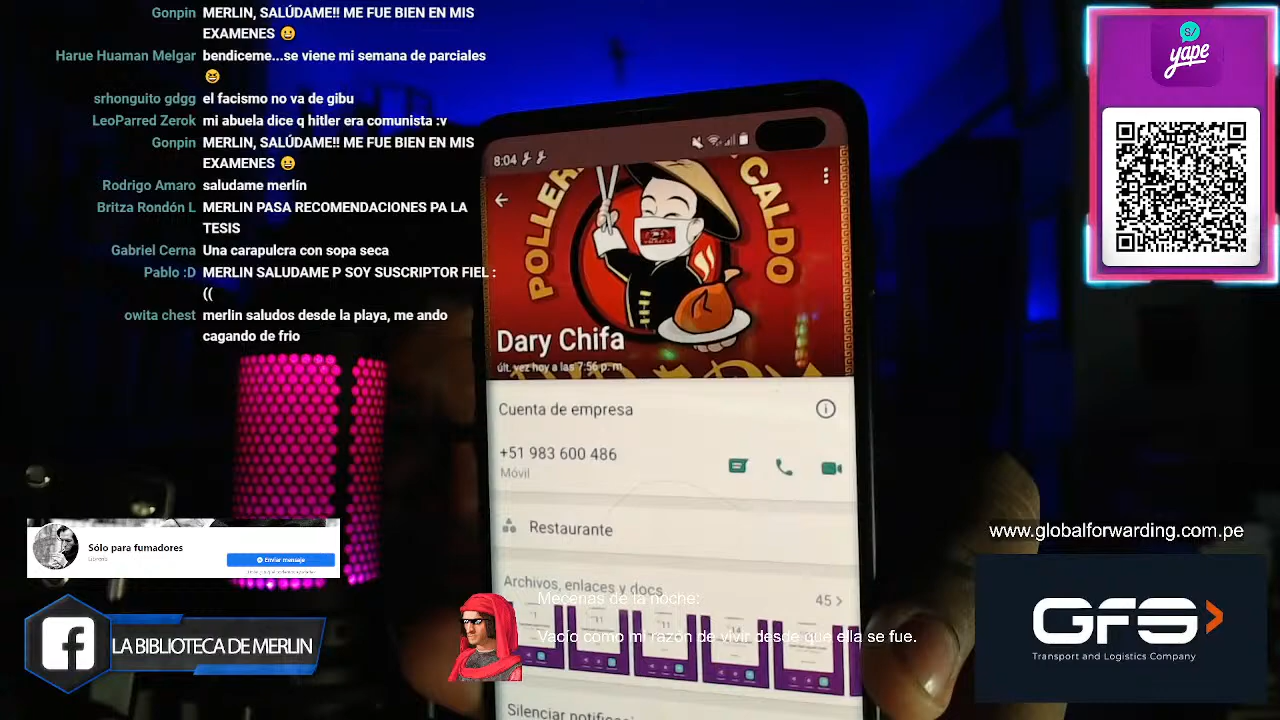 Gonpin MERLIN, SALÚDAME!! ME FUE BIEN EN MIS
EXAMENES
Harue Huaman Melgar bendiceme...se viene mi semana de parciales
srhonguito gdgg el facismo no va de gibu
LeoParred Zerok mi abuela dice q hitler era comunista :v
Gonpin MERLIN, SALÚDAME!! ME FUE BIEN EN MIS
EXAMENES
Rodrigo Amaro saludame merlín
Britza Rondón L MERLIN PASA RECOMENDACIONES PA LA
TESIS
Gabriel Cerna Una carapulcra con sopa seca
Pablo :D MERLIN SALUDAME P SOY SUSCRIPTOR FIEL :
((
owita chest merlin saludos desde la playa, me ando
cagando de frio
S/
yape
8:04
POLLER
CALDO
Dary Chifa
últ. vez hoy a las 7:56 p. m.
Cuenta de empresa
+51 983 600 486
Móvil
Restaurante
Archivos, enlaces y docs
45 >
Silenciar notificaci
Sólo para fumadores
Librería
Enviar mensaje
LA BIBLIOTECA DE MERLIN
Mecenas de la noche:
Vacío como mi razón de vivir desde que ella se fue.
www.globalforwarding.com.pe
GFS
Transport and Logistics Company